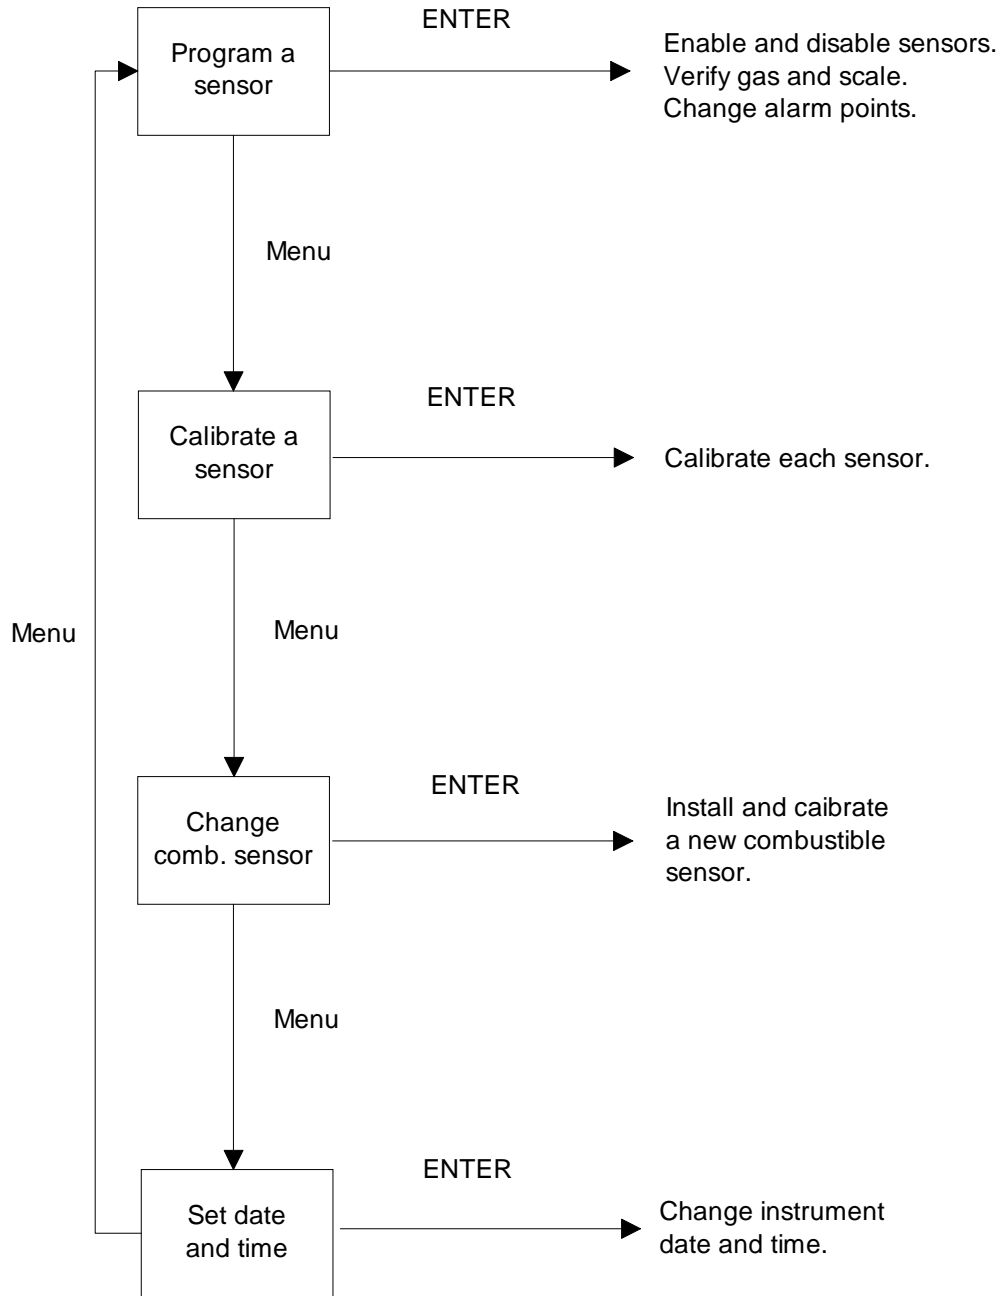 ENTER
Program a
sensor
Enable and disable sensors.
Verify gas and scale.
Change alarm points.
Menu
ENTER
Calibrate a
sensor
Calibrate each sensor.
Menu
Menu
ENTER
Change
comb. sensor
Install and caibrate
a new combustible
sensor.
Menu
ENTER
Set date
and time
Change instrument
date and time.